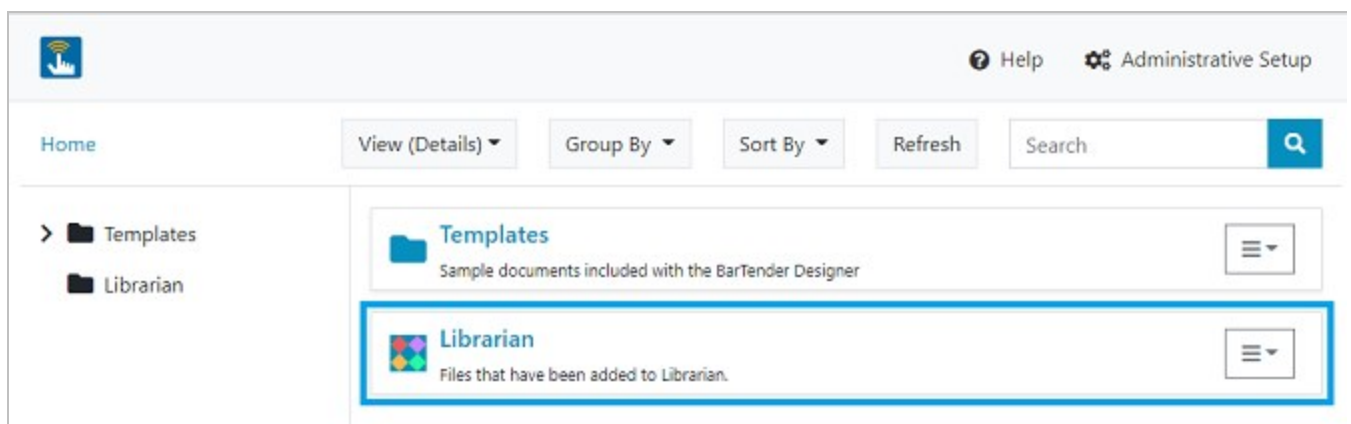 Help Administrative Setup
Home View (Details) Group By Sort By Refresh Search
Templates
Librarian
Templates
Sample documents included with the BarTender Designer
Librarian
Files that have been added to Librarian.